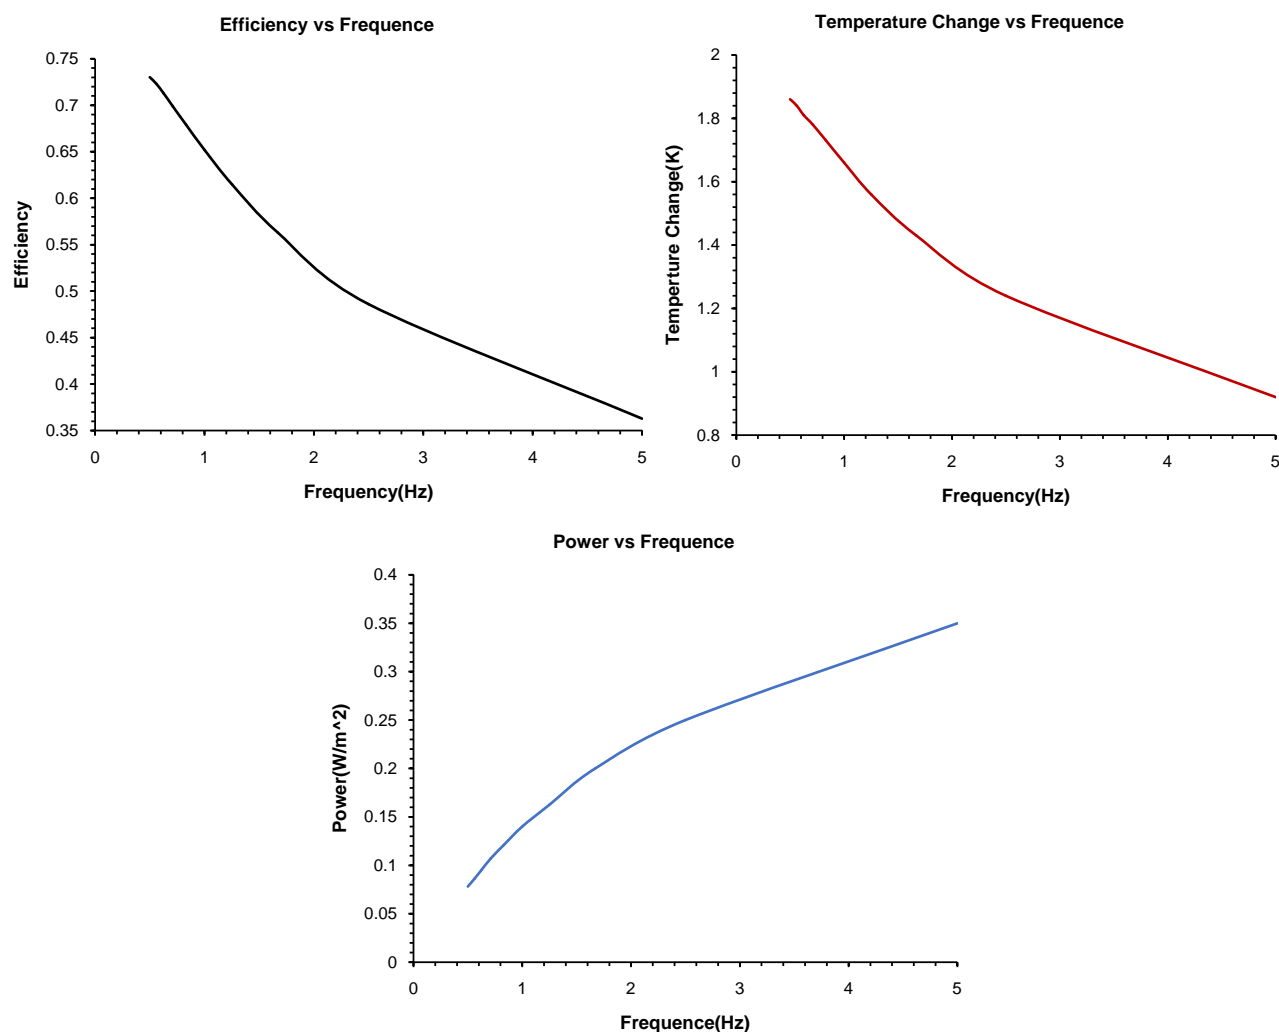 Efficiency vs Frequence
0.75
0.7
0.65
0.6
0.55
0.5
0.45
0.4
0.35
Efficiency
0 1 2 3 4 5
Frequency(Hz)
Temperature Change vs Frequence
2
1.8
1.6
1.4
1.2
1
0.8
Temperture Change(K)
0 1 2 3 4 5
Frequency(Hz)
Power vs Frequence
0.4
0.35
0.3
0.25
0.2
0.15
0.1
0.05
0
Power(W/m^2)
0 1 2 3 4 5
Frequence(Hz)